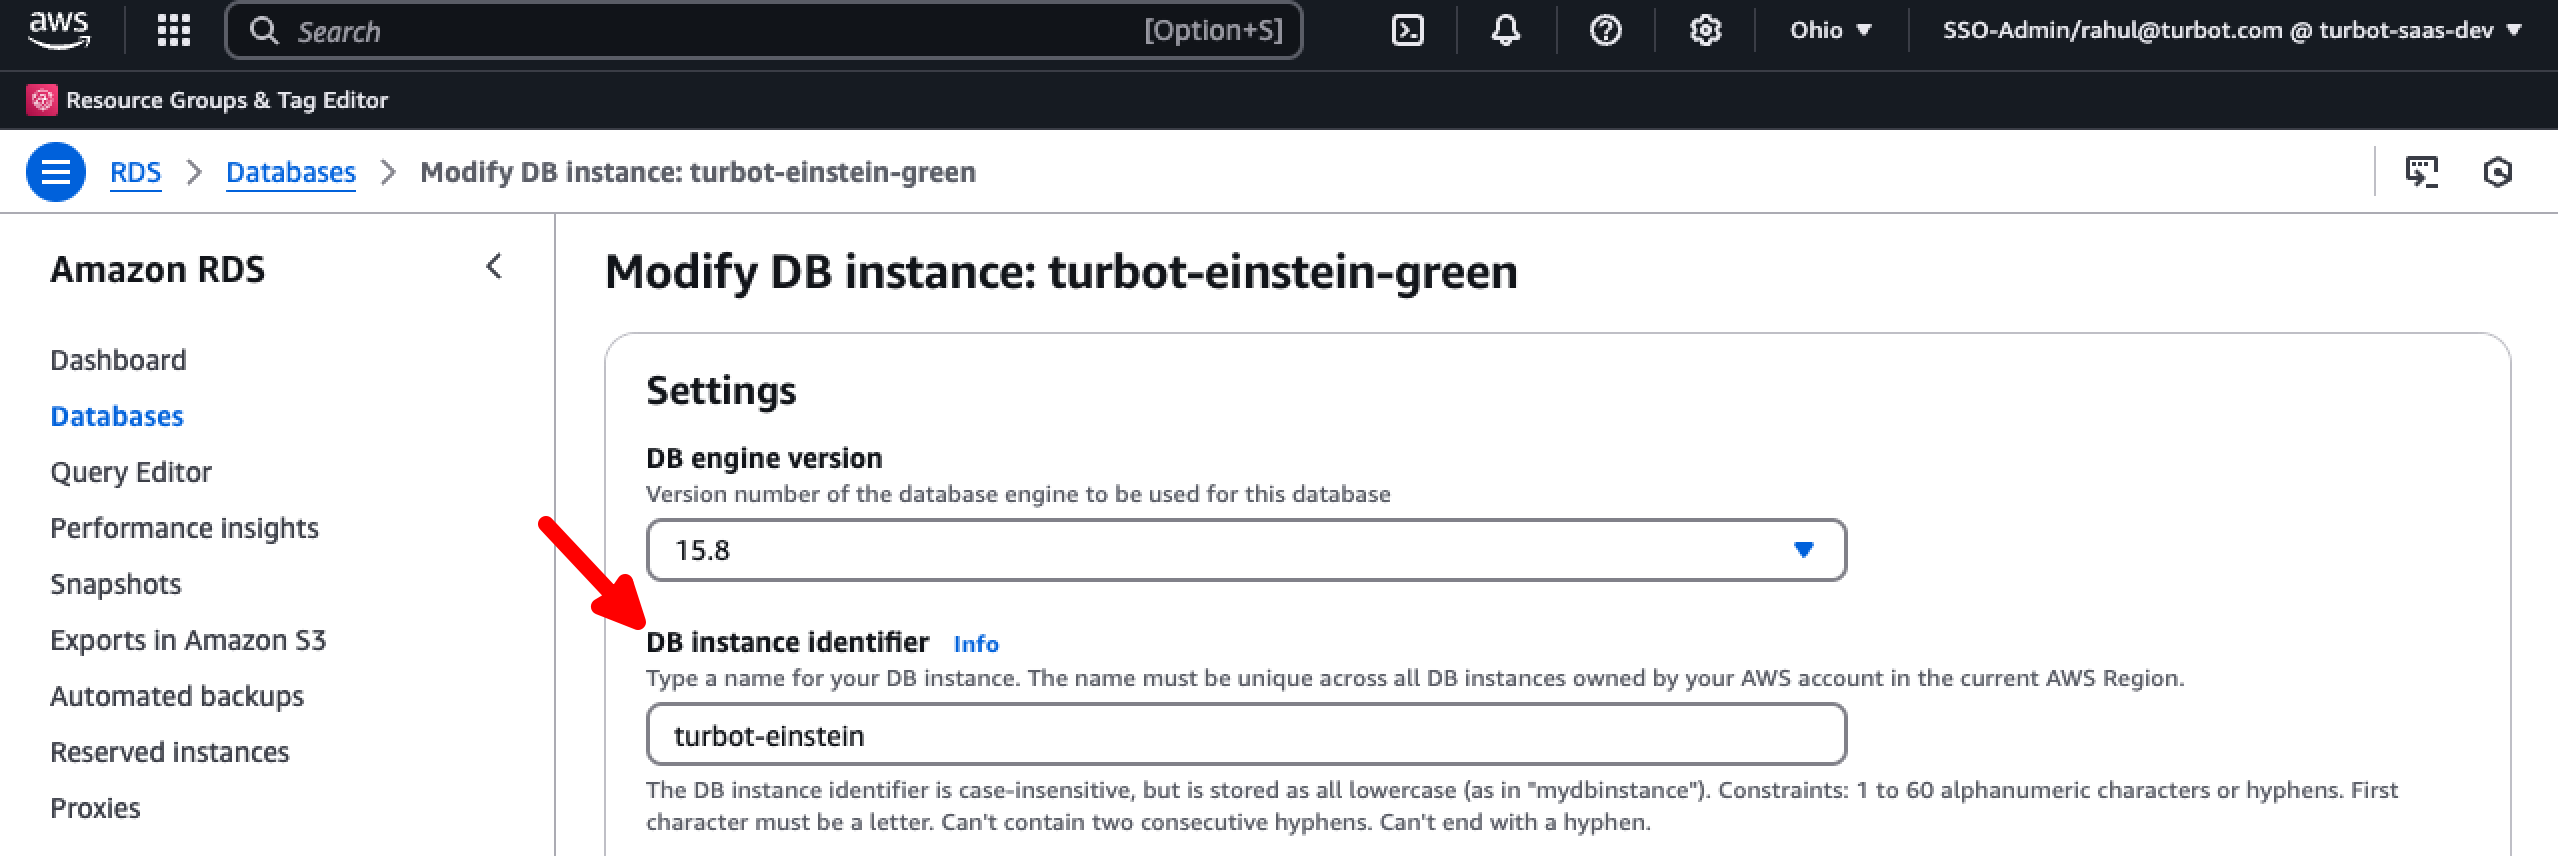 aws
Search [Option+S] Ohio SSO-Admin/rahul@turbot.com @ turbot-saas-dev
Resource Groups & Tag Editor
RDS > Databases > Modify DB instance: turbot-einstein-green
Amazon RDS
Dashboard
Databases
Query Editor
Performance insights
Snapshots
Exports in Amazon S3
Automated backups
Reserved instances
Proxies
Modify DB instance: turbot-einstein-green
Settings
DB engine version
Version number of the database engine to be used for this database
15.8
DB instance identifier Info
Type a name for your DB instance. The name must be unique across all DB instances owned by your AWS account in the current AWS Region.
turbot-einstein
The DB instance identifier is case-insensitive, but is stored as all lowercase (as in "mydbinstance"). Constraints: 1 to 60 alphanumeric characters or hyphens. First
character must be a letter. Can't contain two consecutive hyphens. Can't end with a hyphen.